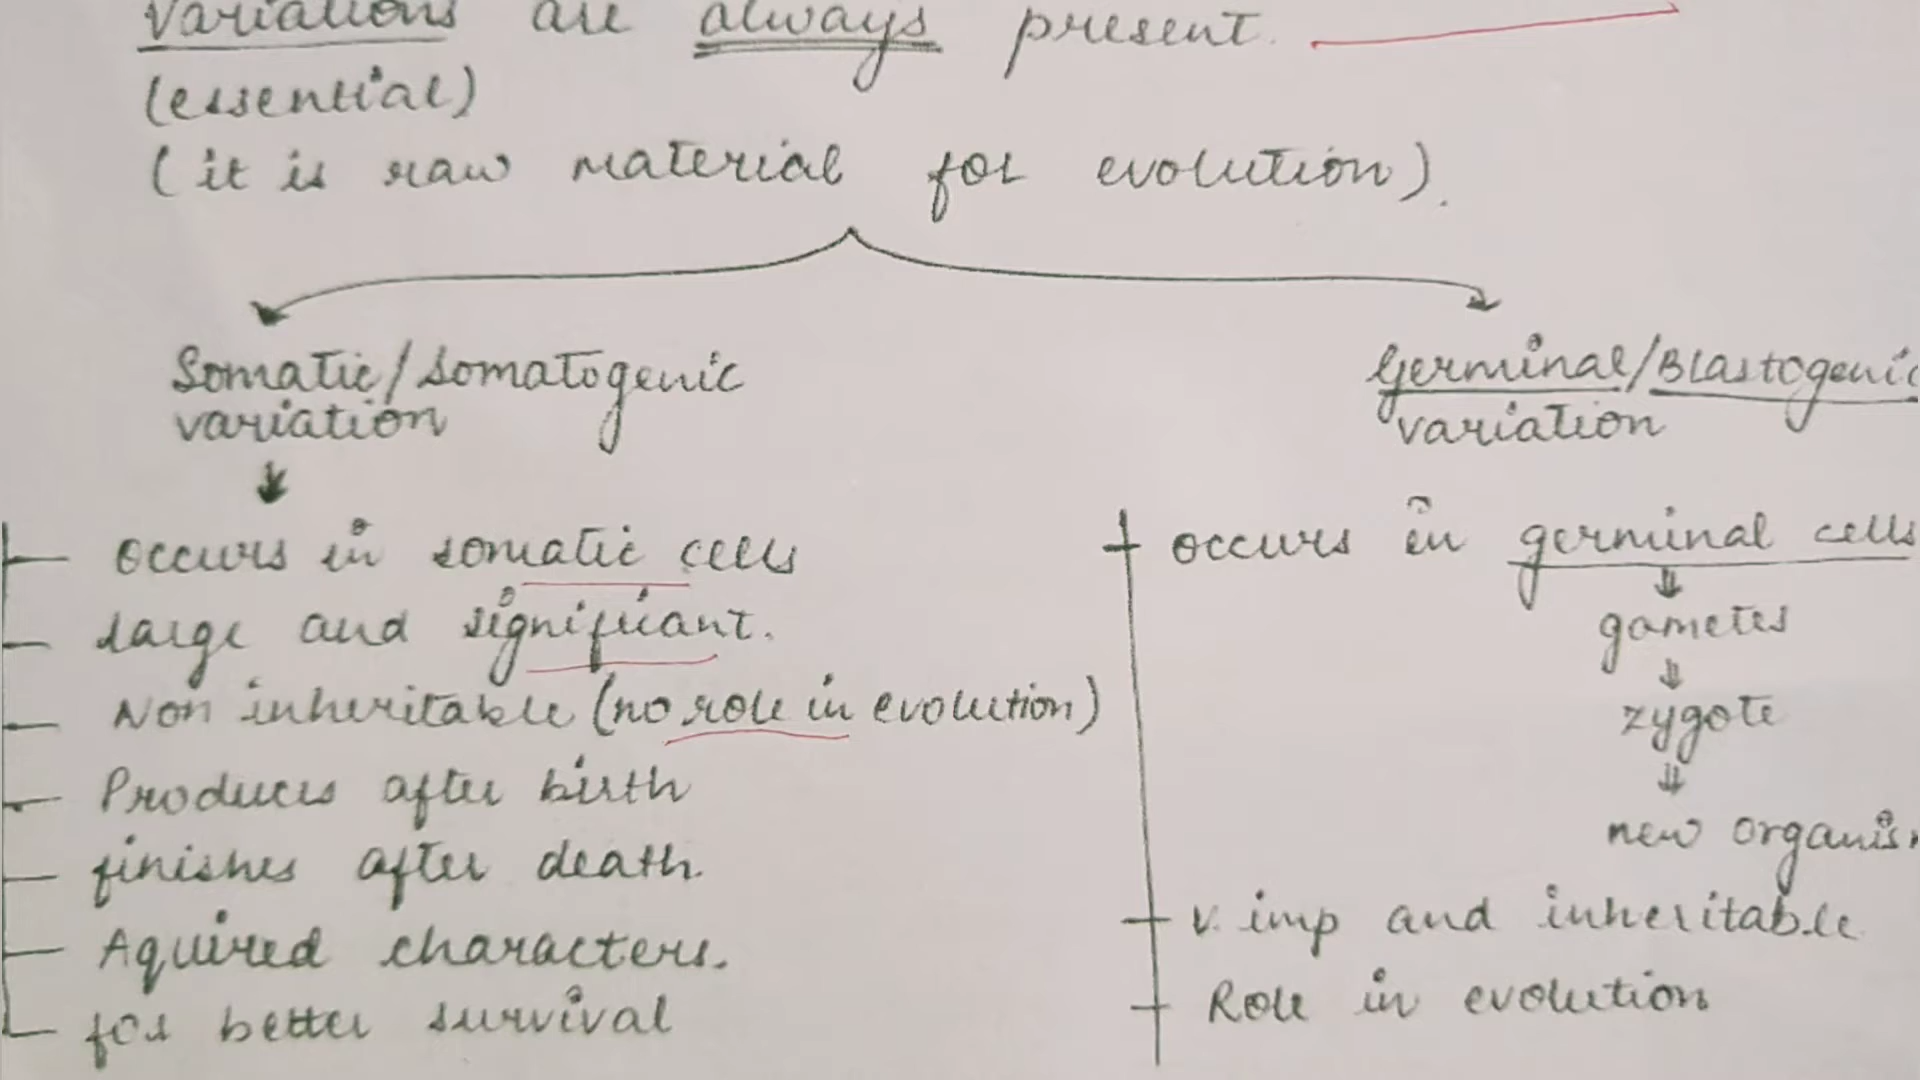 Variations are always present.
(essential)
(it is raw material for evolution).
Somatic/somatogenic
variation
occurs in somatic cells
large and significant.
Non inheritable (no role in evolution)
Produces after birth
finishes after death.
Aquired characters.
for better survival
Germinal/Blastogenic
variation
occurs in germinal cells
gametes
zygote
new organis
v. imp and inheritable
Role in evolution